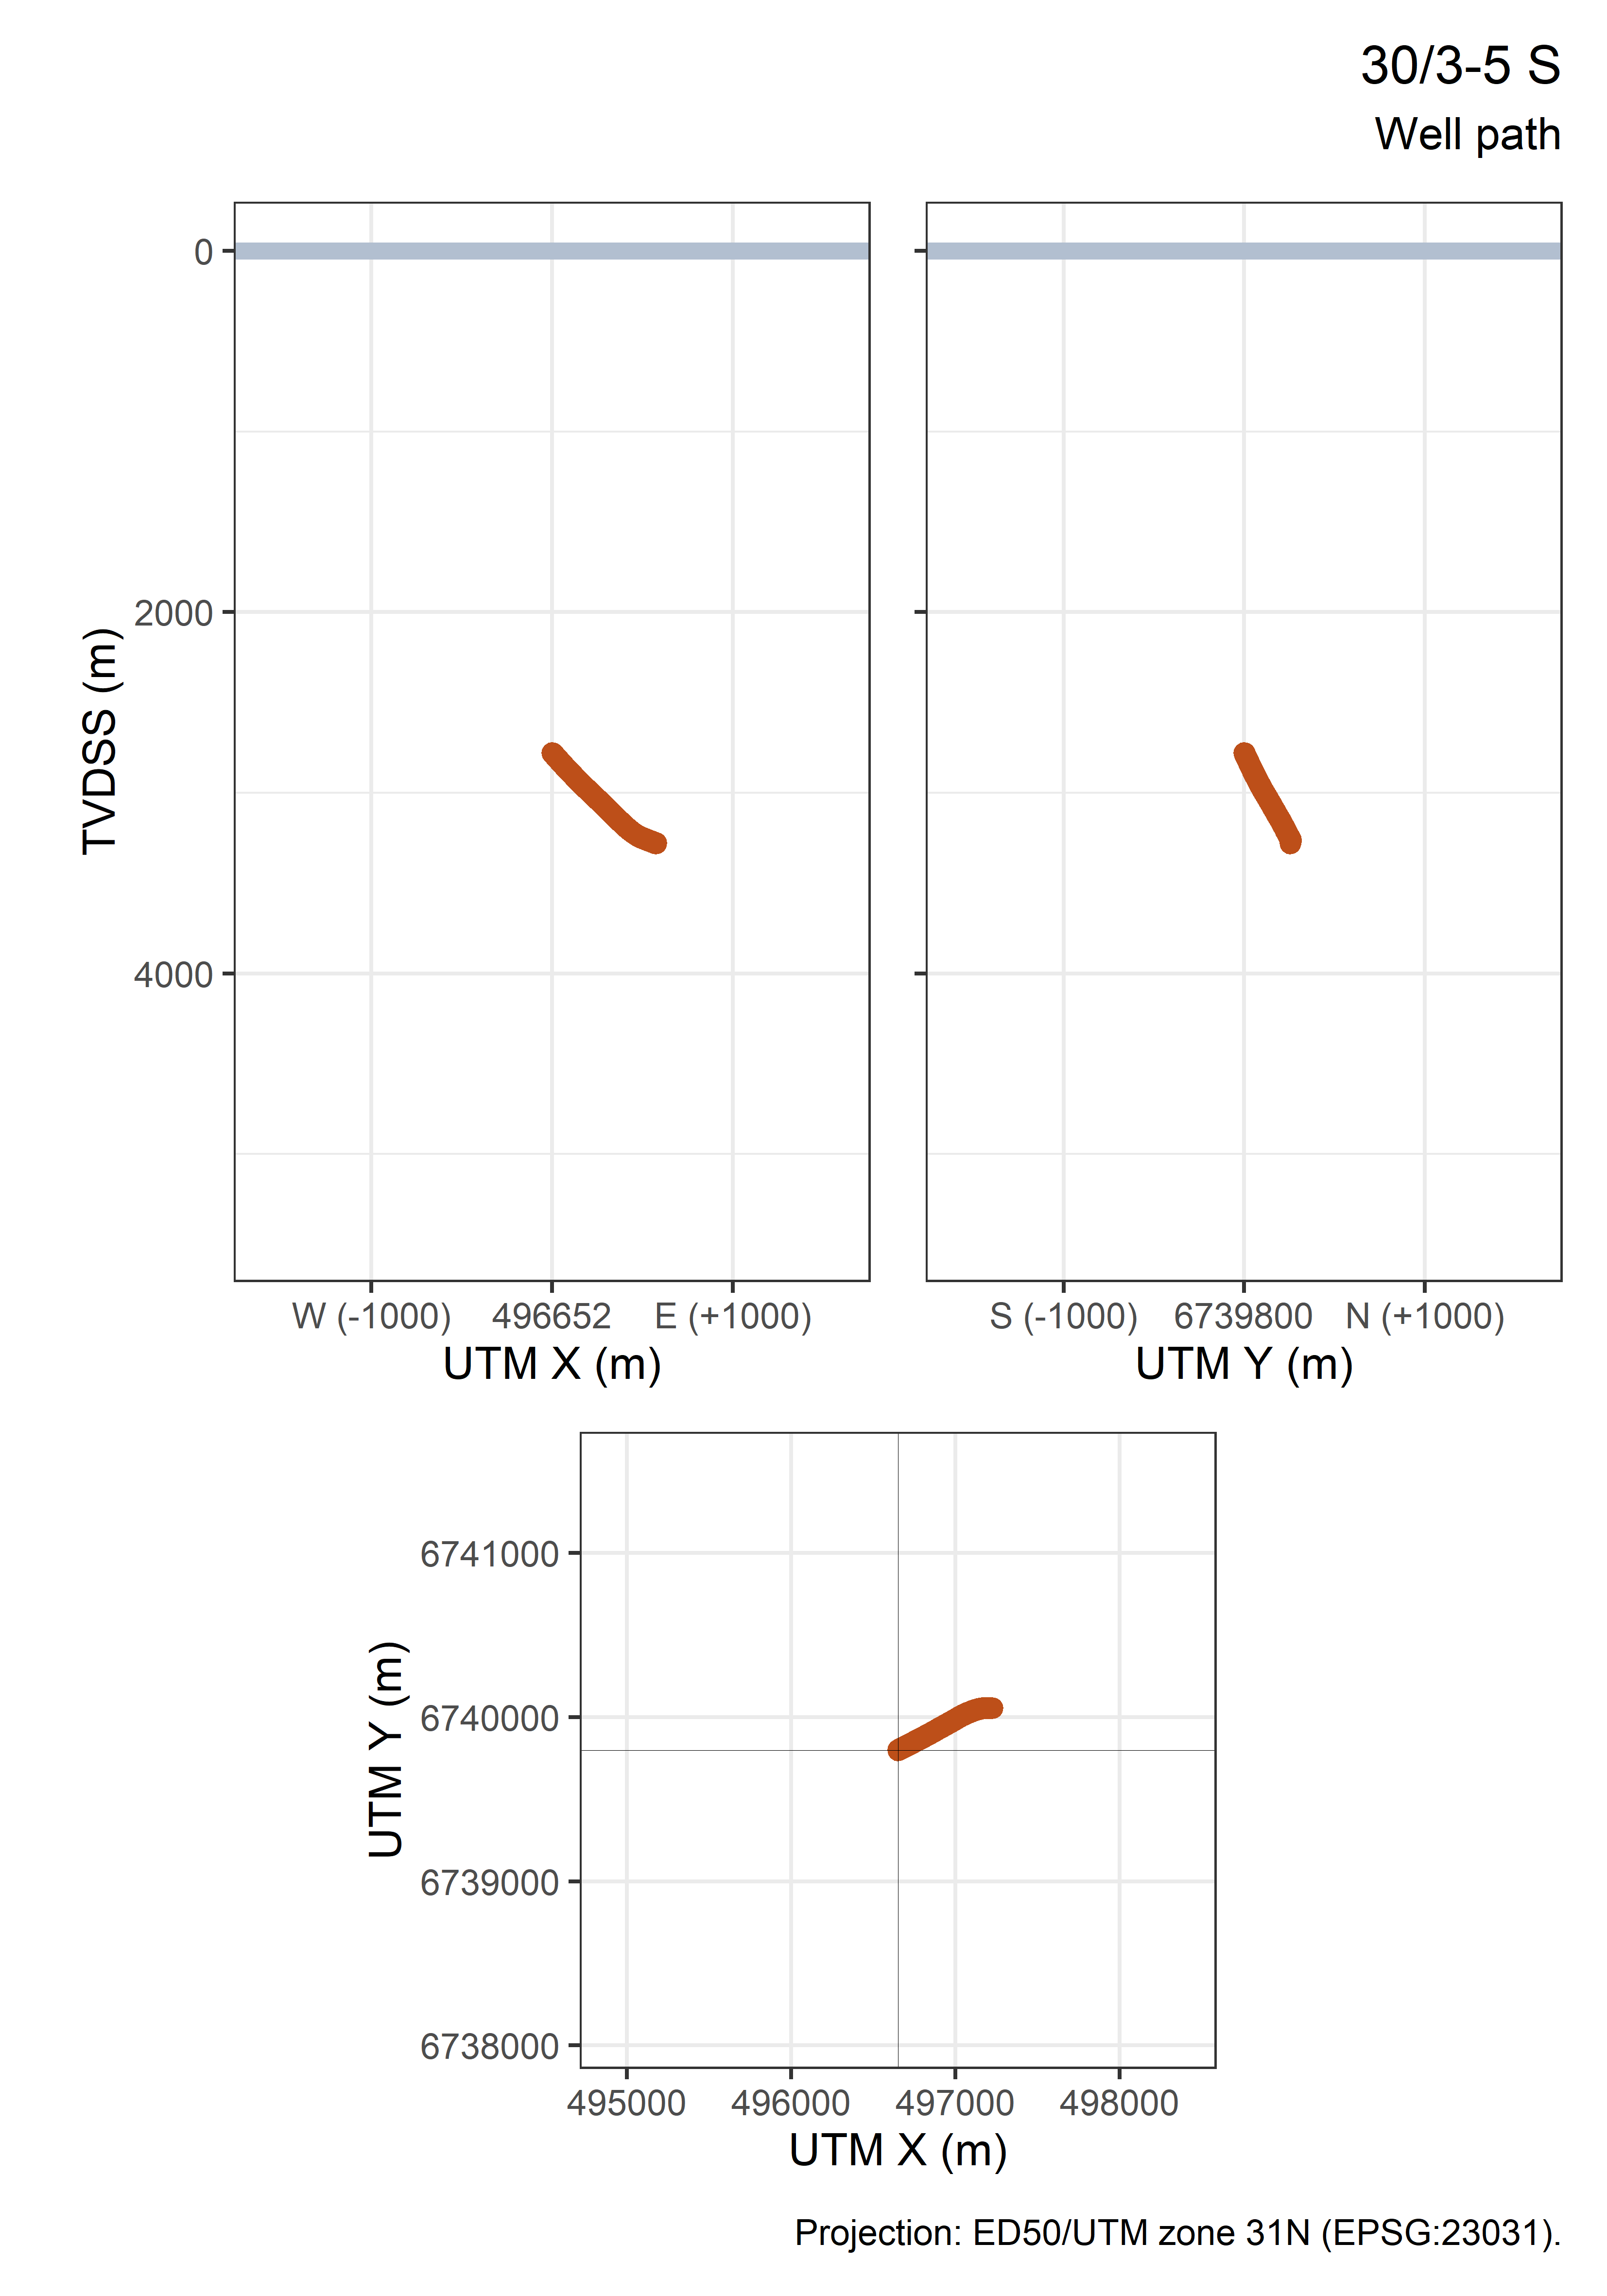 30/3-5 S
Well path
TVDSS (m)
0
2000
4000
W (-1000) 496652 E (+1000)
UTM X (m)
S (-1000) 6739800 N (+1000)
UTM Y (m)
UTM Y (m)
6741000
6740000
6739000
6738000
495000 496000 497000 498000
UTM X (m)
Projection: ED50/UTM zone 31N (EPSG:23031).